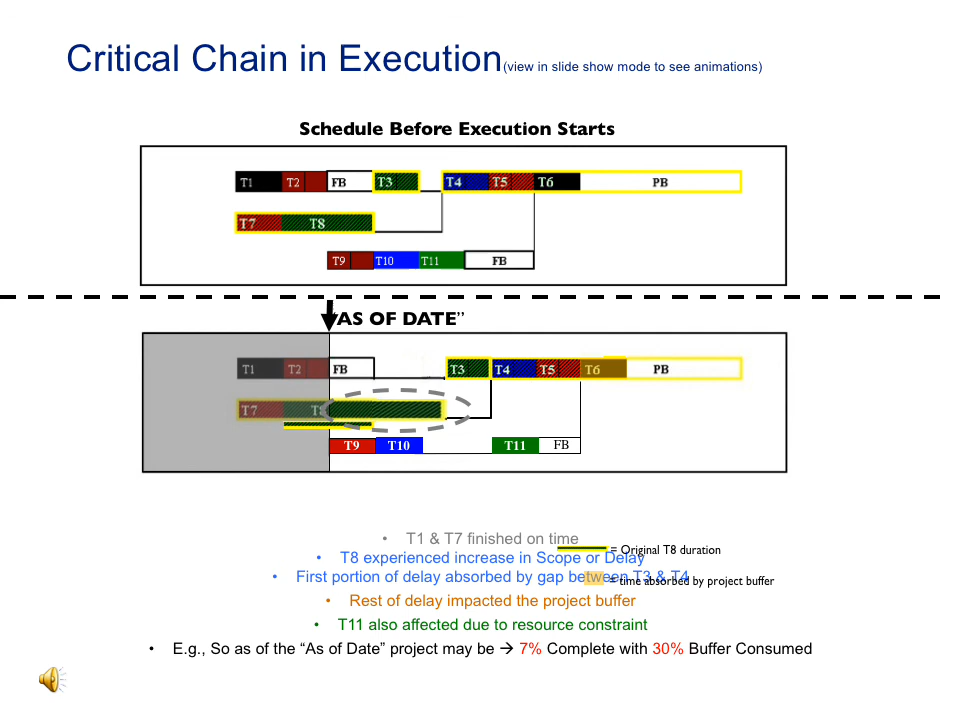 Critical Chain in Execution(view in slide show mode to see animations)
Schedule Before Execution Starts
T1 T2 FB T3 T4 T5 T6 PB
T7 T8
T9 T10 T11 FB
“AS OF DATE”
T1 T2 FB T3 T4 T5 T6 PB
T7 T8
T9 T10 T11 FB
• T1 & T7 finished on time
= Original T8 duration
• T8 experienced increase in Scope or Delay
• First portion of delay absorbed by gap between T3 & T4
= time absorbed by project buffer
• Rest of delay impacted the project buffer
• T11 also affected due to resource constraint
• E.g., So as of the “As of Date” project may be → 7% Complete with 30% Buffer Consumed